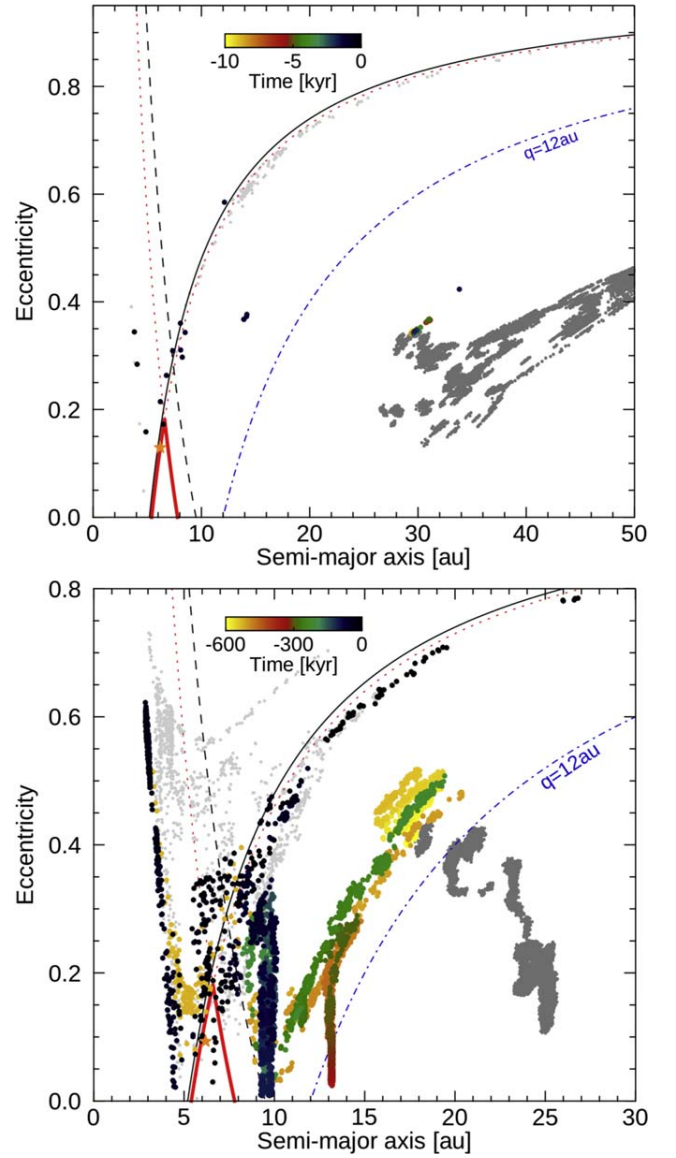 -10 -5 0
Time [kyr]
0.8
0.6
0.4
0.2
0.0
Eccentricity
q=12au
0 10 20 30 40 50
Semi-major axis [au]
-600 -300 0
Time [kyr]
0.8
0.6
0.4
0.2
0.0
Eccentricity
q=12au
0 5 10 15 20 25 30
Semi-major axis [au]